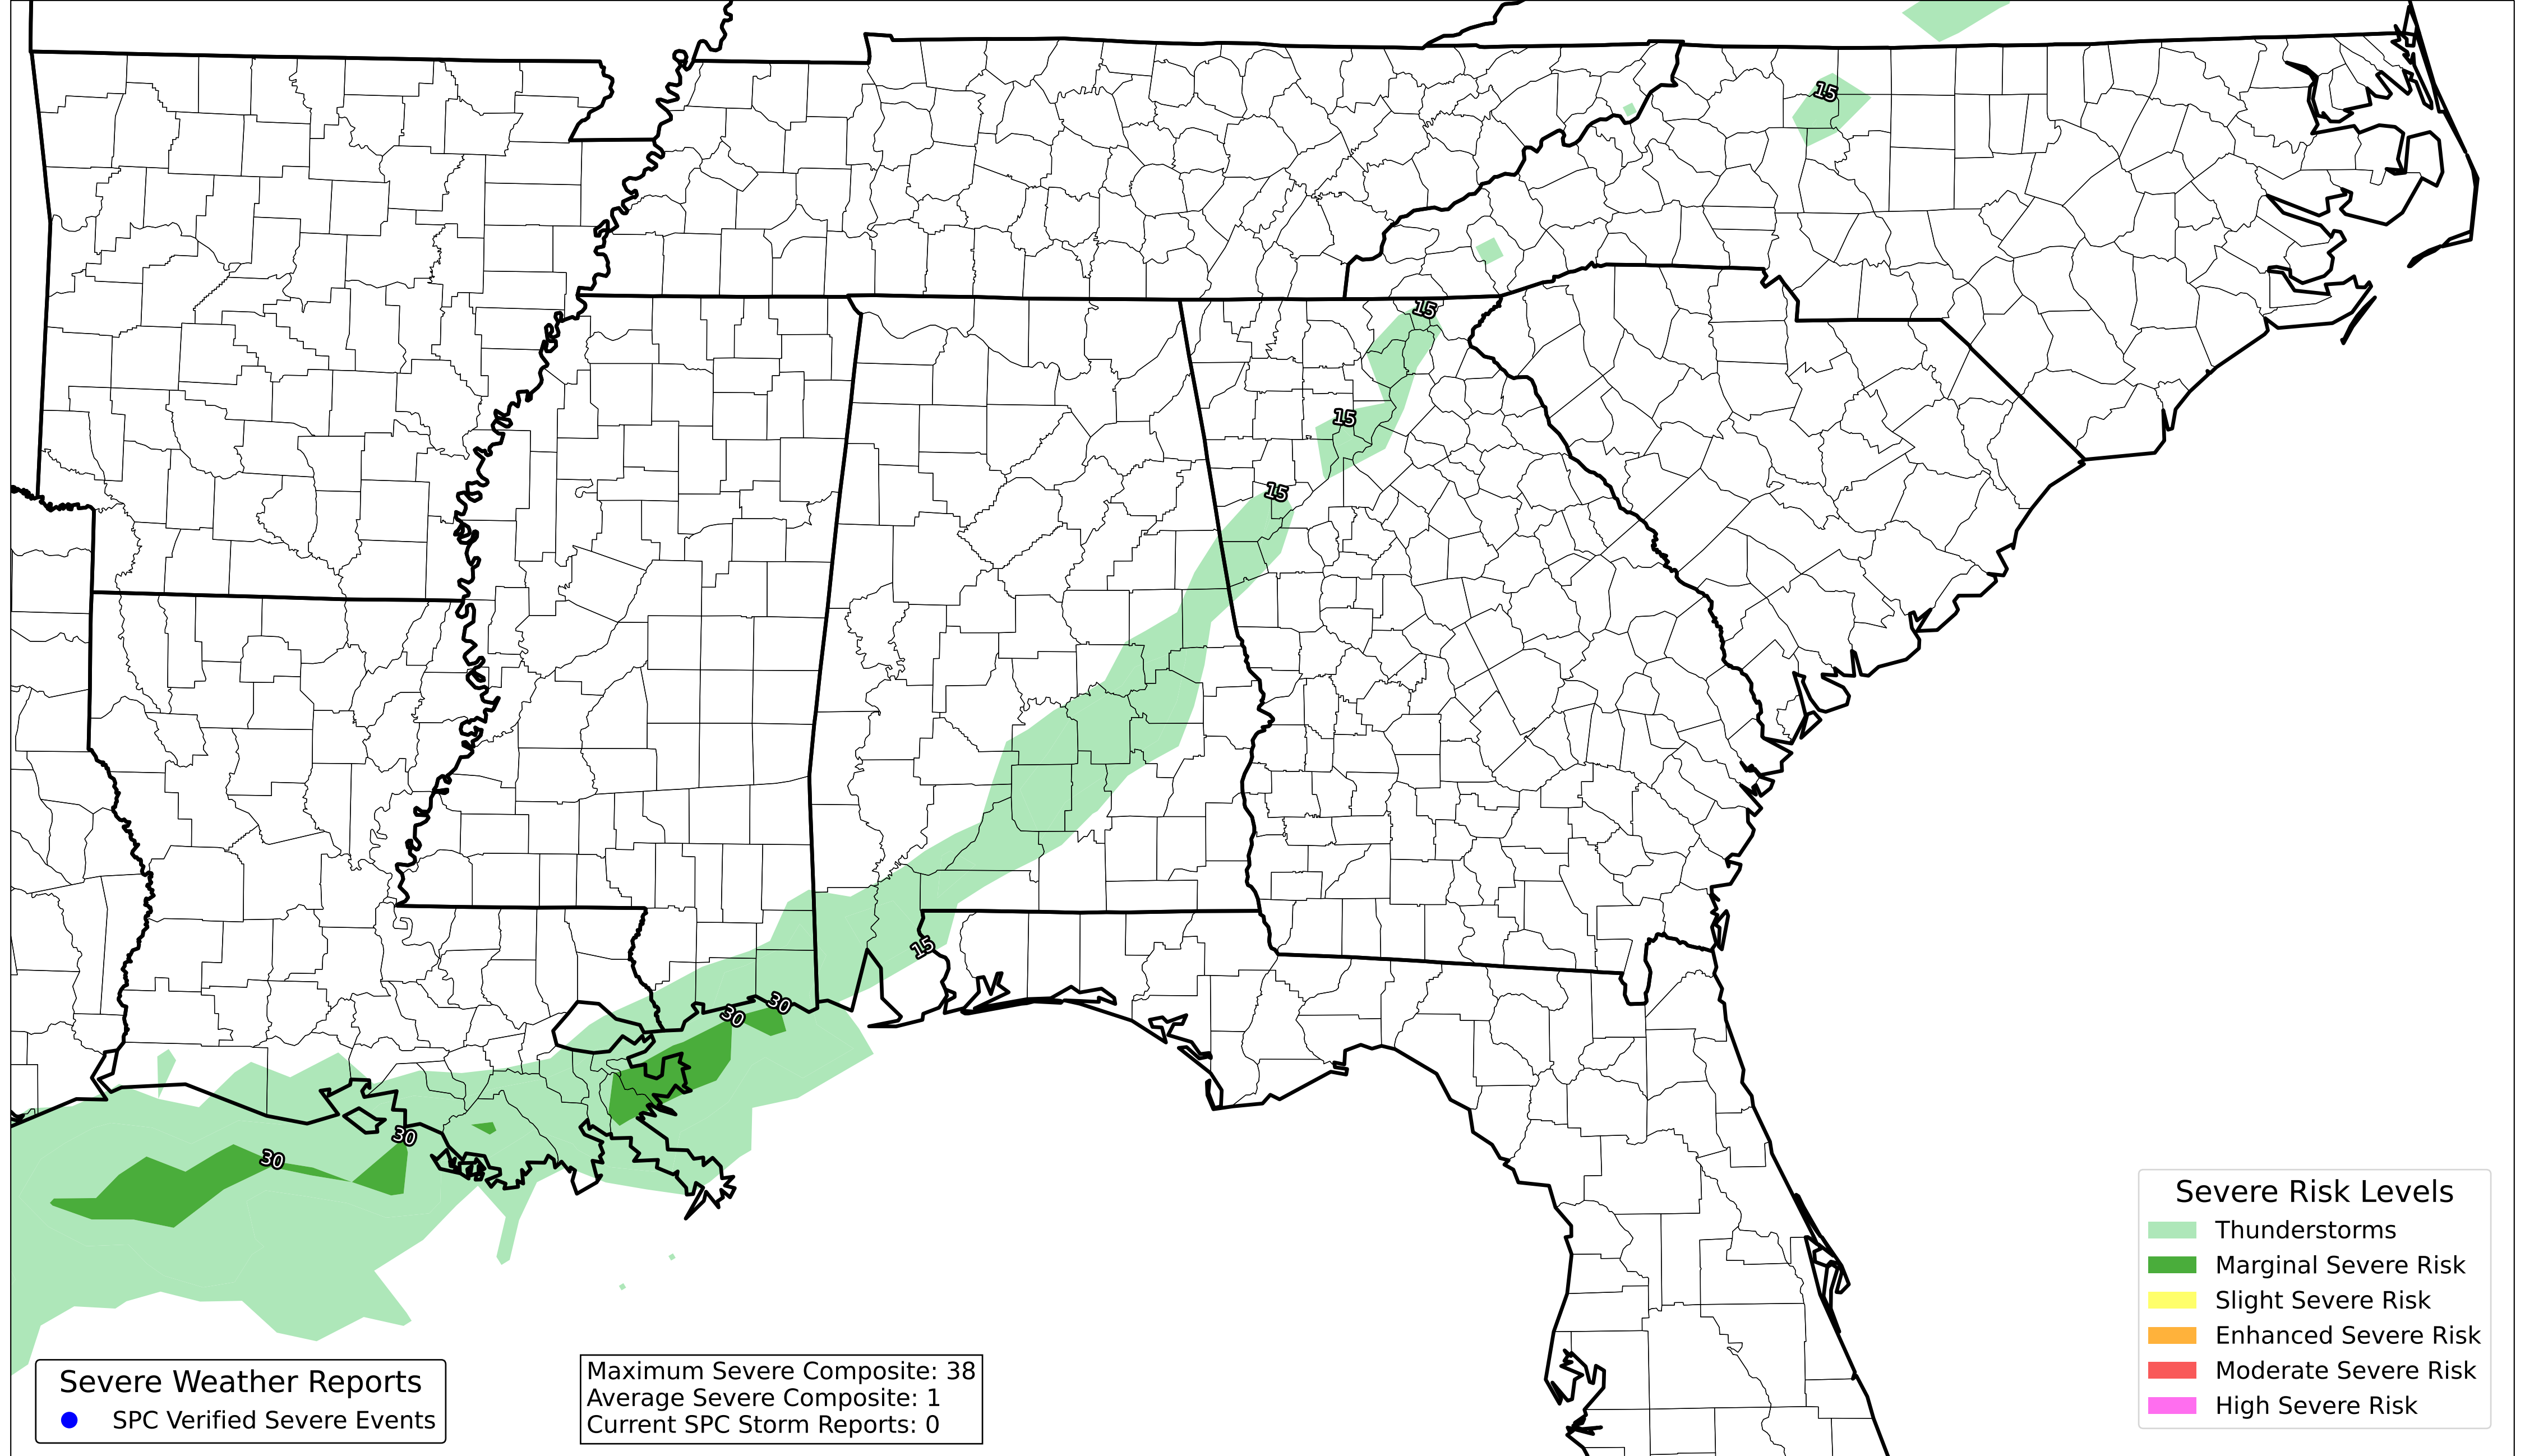 15
15
15
15
15
30
30
30
30
Severe Risk Levels
Thunderstorms
Marginal Severe Risk
Slight Severe Risk
Enhanced Severe Risk
Moderate Severe Risk
High Severe Risk
Severe Weather Reports
SPC Verified Severe Events
Maximum Severe Composite: 38
Average Severe Composite: 1
Current SPC Storm Reports: 0